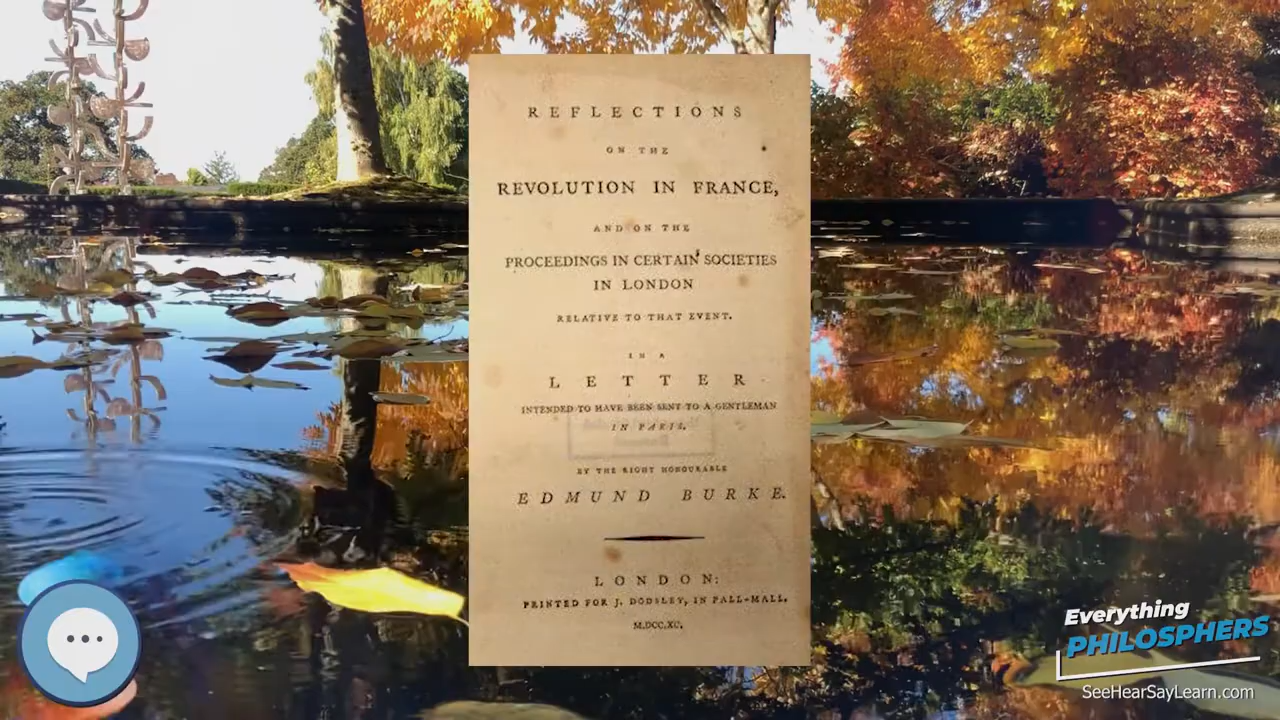 REFLECTIONS
ON THE
REVOLUTION IN FRANCE,
AND ON THE
PROCEEDINGS IN CERTAIN SOCIETIES
IN LONDON
RELATIVE TO THAT EVENT.
IN A
LETTER
INTENDED TO HAVE BEEN SENT TO A GENTLEMAN
IN PARIS.
BY THE RIGHT HONOURABLE
EDMUND BURKE.
LONDON:
PRINTED FOR J. DODSLEY, IN PALL-MALL.
M.DCC.XC.
Everything
PHILOSPHERS
SeeHearSayLearn.com